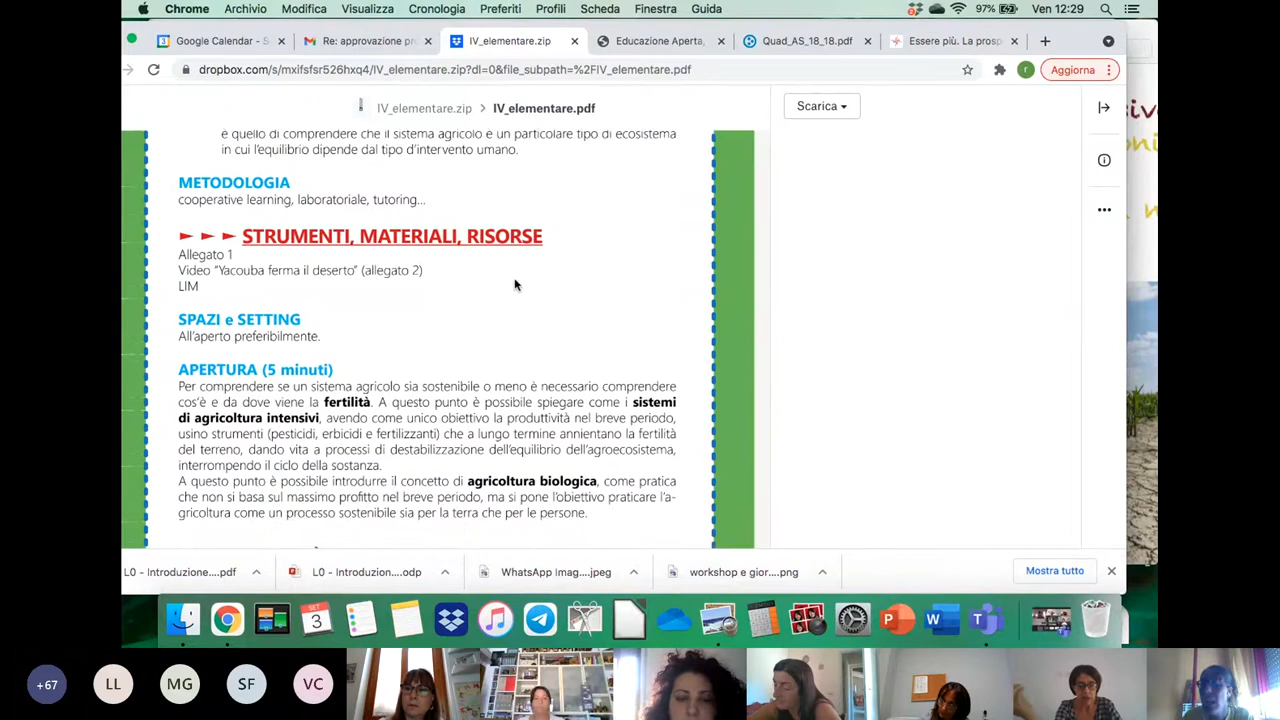 Chrome Archivio Modifica Visualizza Cronologia Preferiti Profili Scheda Finestra Guida 97% Ven 12:29
Google Calendar - S
Re: approvazione pr
IV_elementare.zip
Educazione Aperta,
Quad_AS_18_18.pdf
Essere più. La prosp
dropbox.com/s/mxifsfsr526hxq4/IV_elementare.zip?dl=0&file_subpath=%2FIV_elementare.pdf
r
Aggiorna
IV_elementare.zip > IV_elementare.pdf
Scarica
è quello di comprendere che il sistema agricolo è un particolare tipo di ecosistema
in cui l'equilibrio dipende dal tipo d'intervento umano.
METODOLOGIA
cooperative learning, laboratoriale, tutoring...
► ► ► STRUMENTI, MATERIALI, RISORSE
Allegato 1
Video "Yacouba ferma il deserto" (allegato 2)
LIM
SPAZI e SETTING
All'aperto preferibilmente.
APERTURA (5 minuti)
Per comprendere se un sistema agricolo sia sostenibile o meno è necessario comprendere
cos'è e da dove viene la fertilità. A questo punto è possibile spiegare come i sistemi
di agricoltura intensivi, avendo come unico obiettivo la produttività nel breve periodo,
usino strumenti (pesticidi, erbicidi e fertilizzanti) che a lungo termine annientano la fertilità
del terreno, dando vita a processi di destabilizzazione dell'equilibrio dell'agroecosistema,
interrompendo il ciclo della sostanza.
A questo punto è possibile introdurre il concetto di agricoltura biologica, come pratica
che non si basa sul massimo profitto nel breve periodo, ma si pone l'obiettivo praticare l'a-
gricoltura come un processo sostenibile sia per la terra che per le persone.
L0 - Introduzione....pdf
L0 - Introduzion....odp
WhatsApp Imag....jpeg
workshop e gior....png
Mostra tutto
SET
3
P
W
T
+67
LL
MG
SF
VC